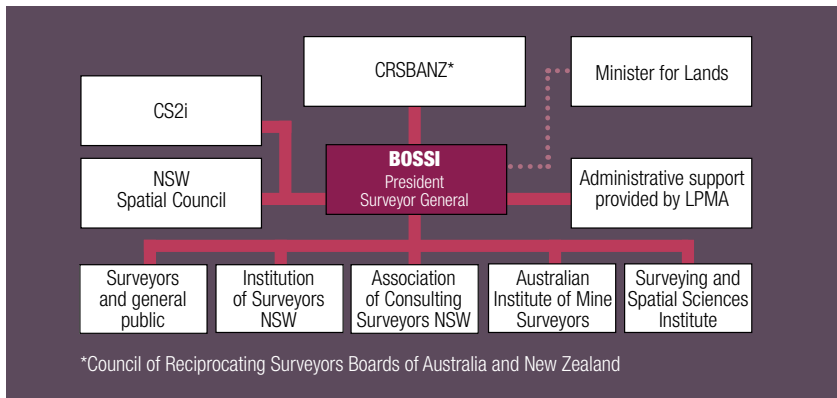 CRSBANZ*
Minister for Lands
CS2i
BOSSI
President
Surveyor General
NSW
Spatial Council
Administrative support
provided by LPMA
Surveyors
and general
public
Institution
of Surveyors
NSW
Association
of Consulting
Surveyors NSW
Australian
Institute of Mine
Surveyors
Surveying and
Spatial Sciences
Institute
*Council of Reciprocating Surveyors Boards of Australia and New Zealand